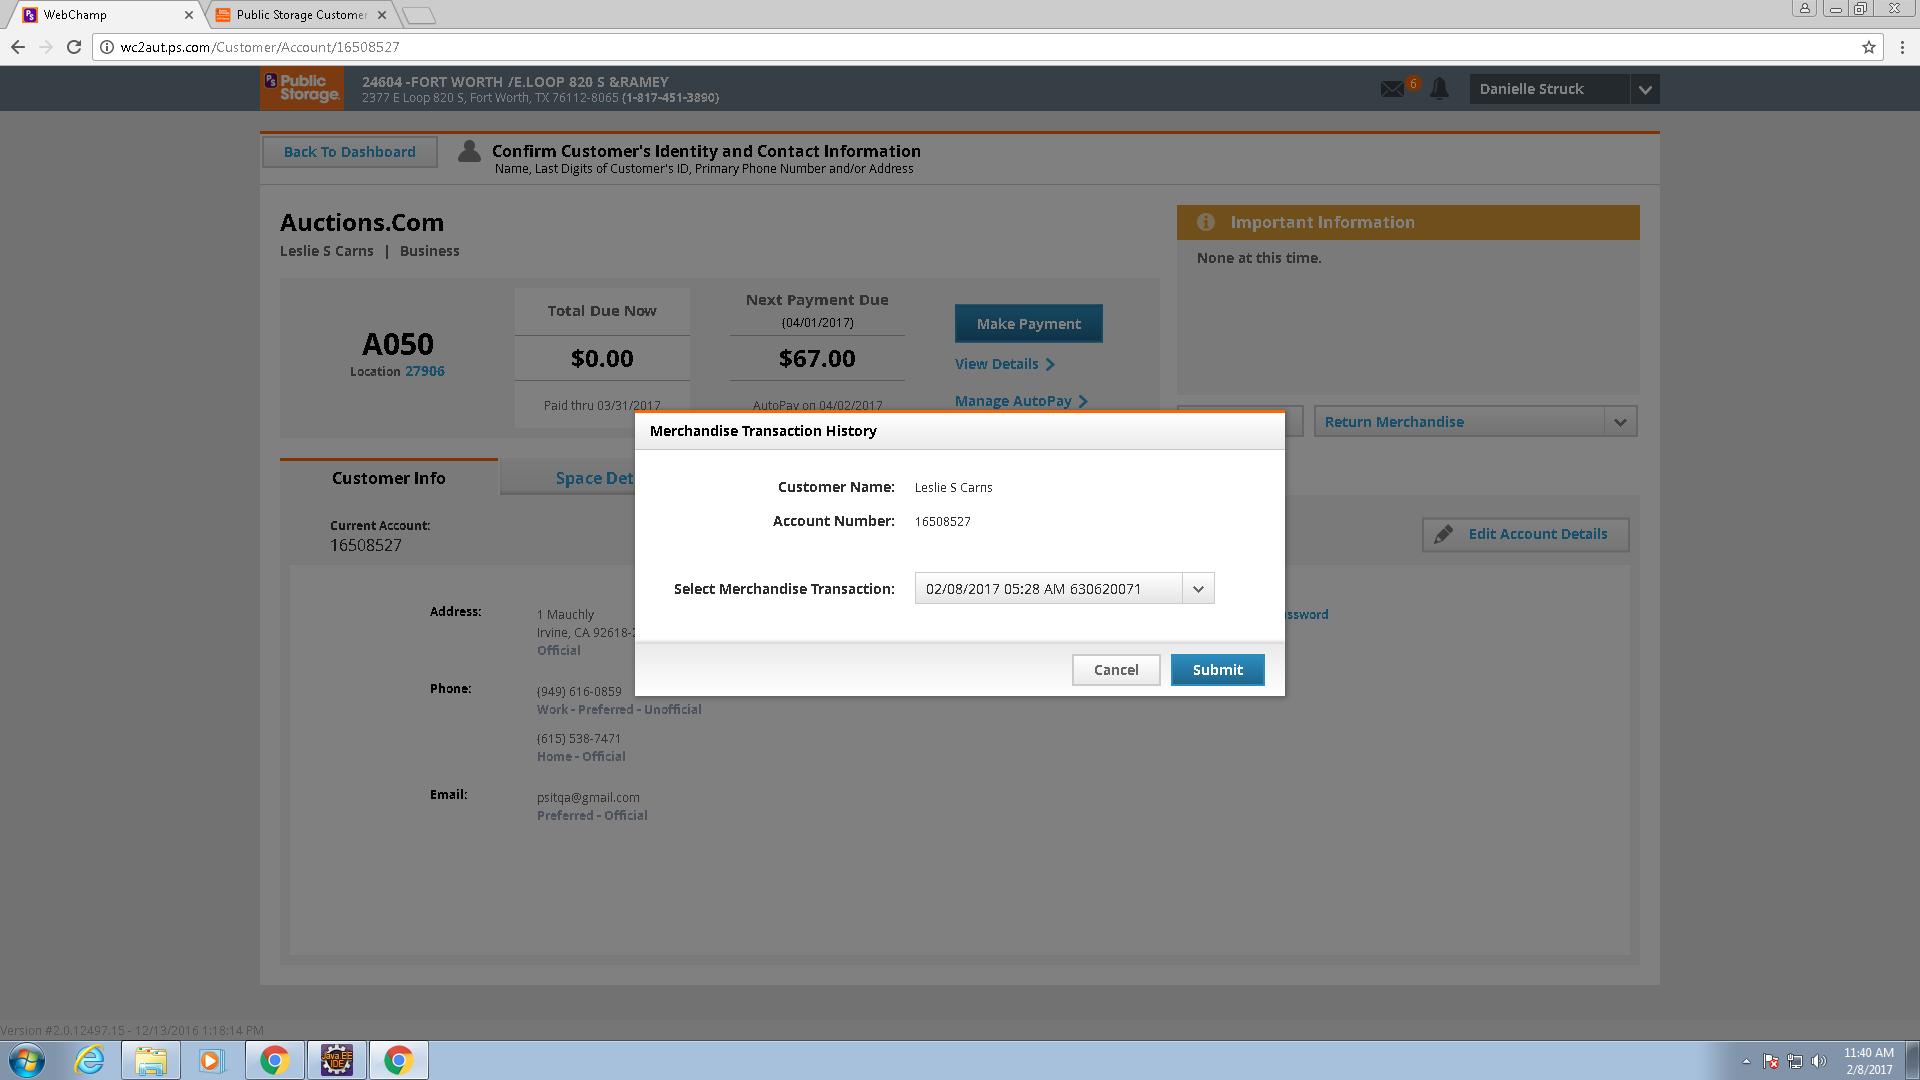 WebChamp
Public Storage Customer
wc2aut.ps.com/Customer/Account/16508527
PS Public Storage.
24604 -FORT WORTH /E.LOOP 820 S &RAMEY
2377 E Loop 820 S, Fort Worth, TX 76112-8065 (1-817-451-3890)
6
Danielle Struck
Back To Dashboard
Confirm Customer's Identity and Contact Information
Name, Last Digits of Customer's ID, Primary Phone Number and/or Address
Auctions.Com
Leslie S Carns | Business
Important Information
None at this time.
A050
Location 27906
Total Due Now
$0.00
Paid thru 03/31/2017
Next Payment Due
(04/01/2017)
$67.00
AutoPay on 04/02/2017
Make Payment
View Details
Manage AutoPay
Return Merchandise
Merchandise Transaction History
Customer Name: Leslie S Carns
Account Number: 16508527
Select Merchandise Transaction: 02/08/2017 05:28 AM 630620071
Cancel
Submit
Customer Info
Space Det
Current Account:
16508527
Edit Account Details
Address:
1 Mauchly
Irvine, CA 92618-2
Official
ssword
Phone:
(949) 616-0859
Work - Preferred - Unofficial
(615) 538-7471
Home - Official
Email:
psitqa@gmail.com
Preferred - Official
Version #2.0.12497.15 - 12/13/2016 1:18:14 PM
Java EE
IDE
11:40 AM
2/8/2017